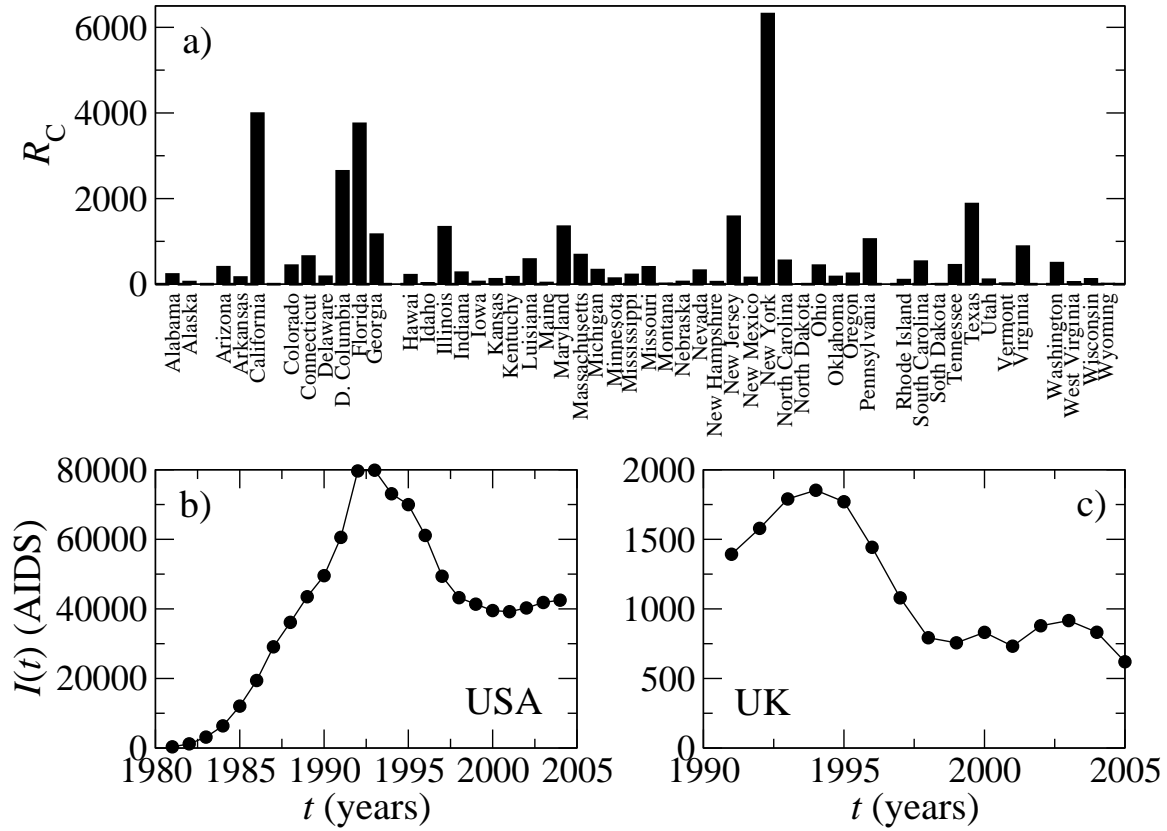 a)
R_C
6000
4000
2000
0
Alabama
Alaska
Arizona
Arkansas
California
Colorado
Connecticut
Delaware
D. Columbia
Florida
Georgia
Hawai
Idaho
Illinois
Indiana
Iowa
Kansas
Kentuchy
Luisiana
Maine
Maryland
Massachusetts
Michigan
Minnesota
Mississippi
Missouri
Montana
Nebraska
Nevada
New Hampshire
New Jersey
New Mexico
New York
North Carolina
North Dakota
Ohio
Oklahoma
Oregon
Pennsylvania
Rhode Island
South Carolina
Soth Dakota
Tennessee
Texas
Utah
Vermont
Virgnina
Washington
West Virginia
Wisconsin
Wyomung
b)
I(t) (AIDS)
80000
60000
40000
20000
0
USA
1980 1985 1990 1995 2000 2005
t (years)
c)
2000
1500
1000
500
0
UK
1990 1995 2000 2005
t (years)